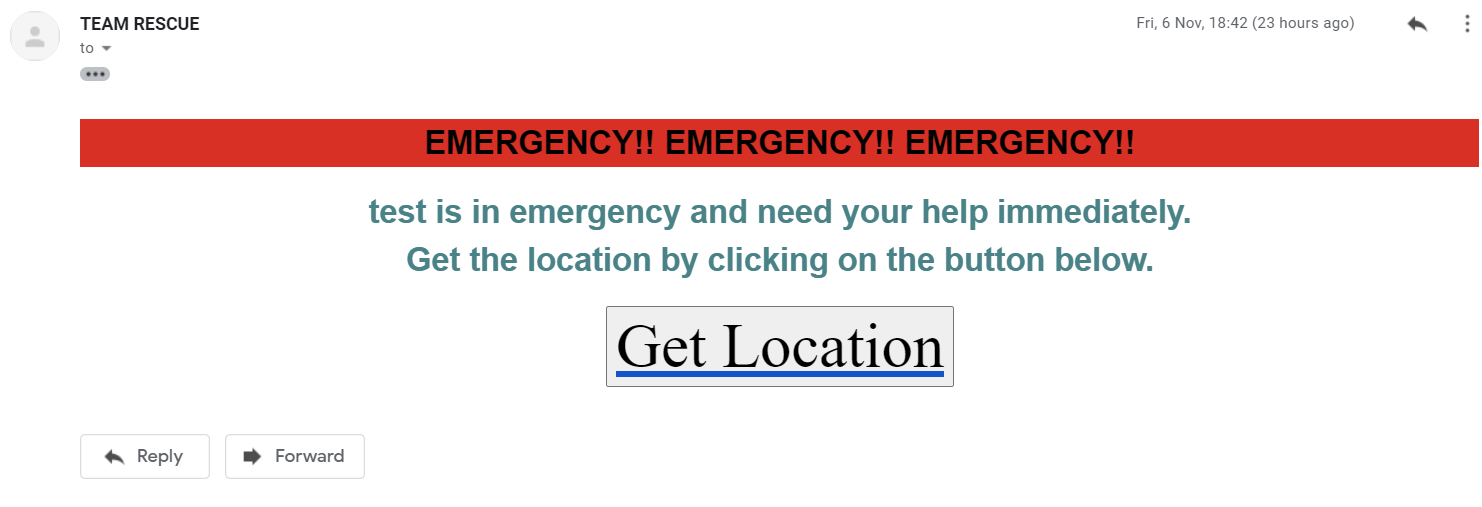 TEAM RESCUE
Fri, 6 Nov, 18:42 (23 hours ago)
to
EMERGENCY!! EMERGENCY!! EMERGENCY!!
test is in emergency and need your help immediately.
Get the location by clicking on the button below.
Get Location
Reply
Forward